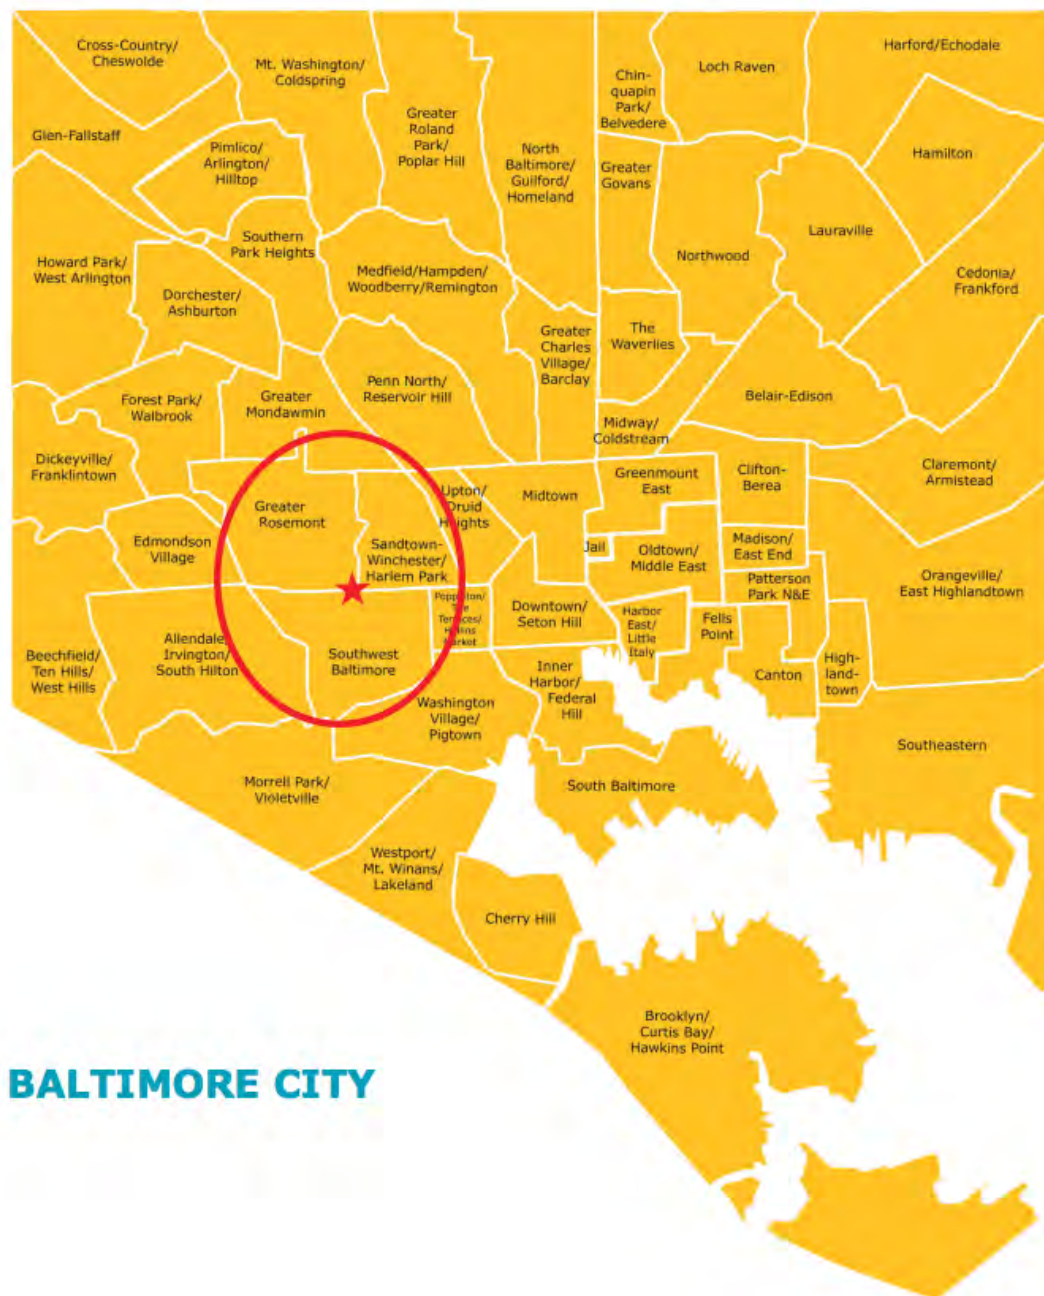 Cross-Country/
Cheswolde
Mt. Washington/
Coldspring
Greater
Roland
Park/
Poplar Hill
North
Baltimore/
Guilford/
Homeland
Chin-
quapin
Park/
Belvedere
Loch Raven
Harford/Echodale
Glen-Fallstaff
Pimlico/
Arlington/
Hilltop
Greater
Govans
Hamilton
Lauraville
Southern
Park Heights
Northwood
Howard Park/
West Arlington
Medfield/Hampden/
Woodberry/Remington
Cedonia/
Frankford
Dorchester/
Ashburton
Greater
Charles
Village/
Barclay
The
Waverlies
Forest Park/
Walbrook
Greater
Mondawmin
Penn North/
Reservoir Hill
Belair-Edison
Midway/
Coldstream
Dickeyville/
Franklintown
Claremont/
Armistead
Greenmount
East
Clifton-
Berea
Upton/
Druid
Heights
Midtown
Greater
Rosemont
Edmondson
Village
Sandtown-
Winchester/
Harlem Park
Jail
Oldtown/
Middle East
Madison/
East End
Patterson
Park N&E
Orangeville/
East Highlandtown
Poppleton/
The
Terraces/
Hollins
Market
Downtown/
Seton Hill
Harbor
East/
Little
Italy
Fells
Point
Allendale/
Irvington/
South Hilton
Beechfield/
Ten Hills/
West Hills
Southwest
Baltimore
Inner
Harbor/
Federal
Hill
Canton
High-
land-
town
Washington
Village/
Pigtown
Southeastern
Morrell Park/
Violetville
South Baltimore
Westport/
Mt. Winans/
Lakeland
Cherry Hill
Brooklyn/
Curtis Bay/
Hawkins Point
BALTIMORE CITY